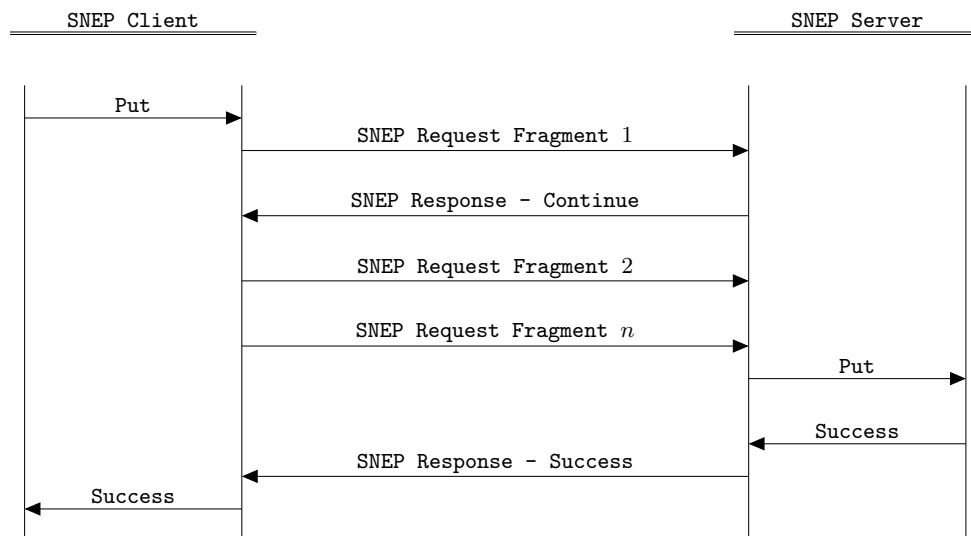 SNEP Client
SNEP Server
Put
SNEP Request Fragment 1
SNEP Response - Continue
SNEP Request Fragment 2
SNEP Request Fragment n
Put
Success
SNEP Response - Success
Success